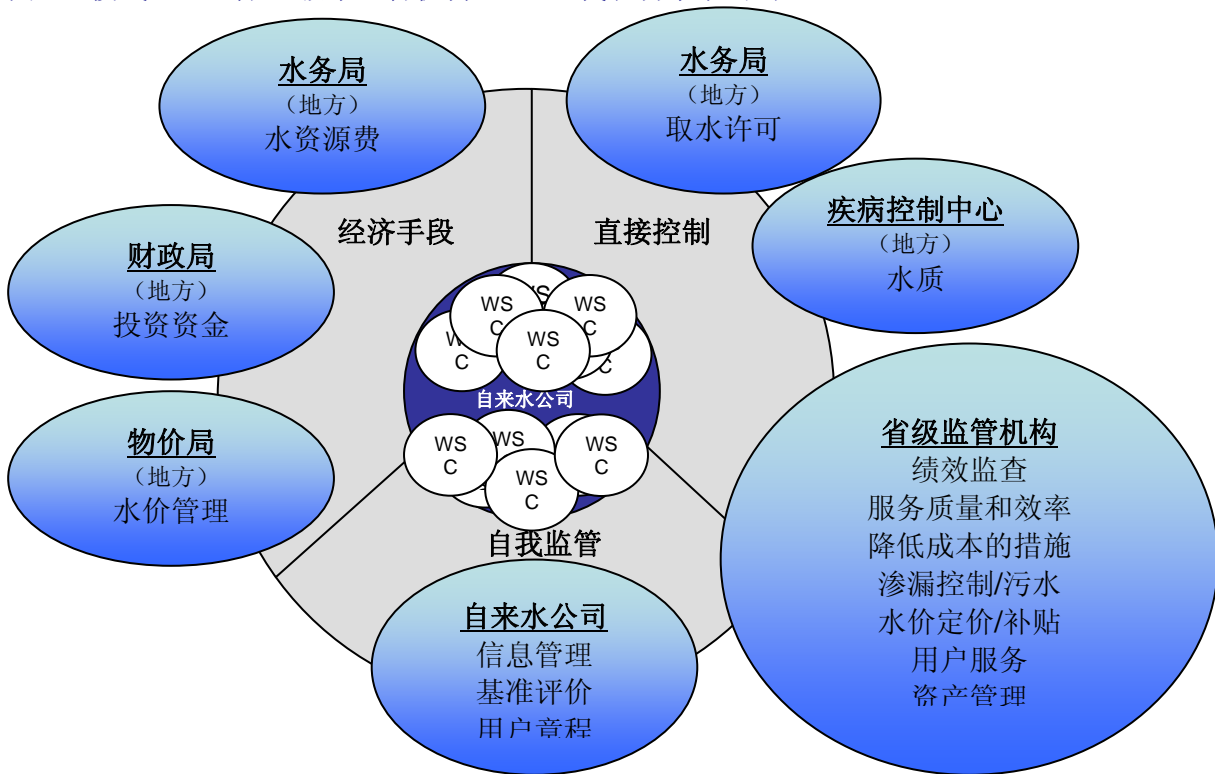 水务局
（地方）
水资源费
水务局
（地方）
取水许可
疾病控制中心
（地方）
水质
财政局
（地方）
投资资金
经济手段
直接控制
物价局
（地方）
水价管理
WS
C
WS
C
WS
C
WS
C
自来水公司
WS
C
WS
WS
C
WS
C
自我监管
省级监管机构
绩效监查
服务质量和效率
降低成本的措施
渗漏控制/污水
水价定价/补贴
用户服务
资产管理
自来水公司
信息管理
基准评价
用户章程